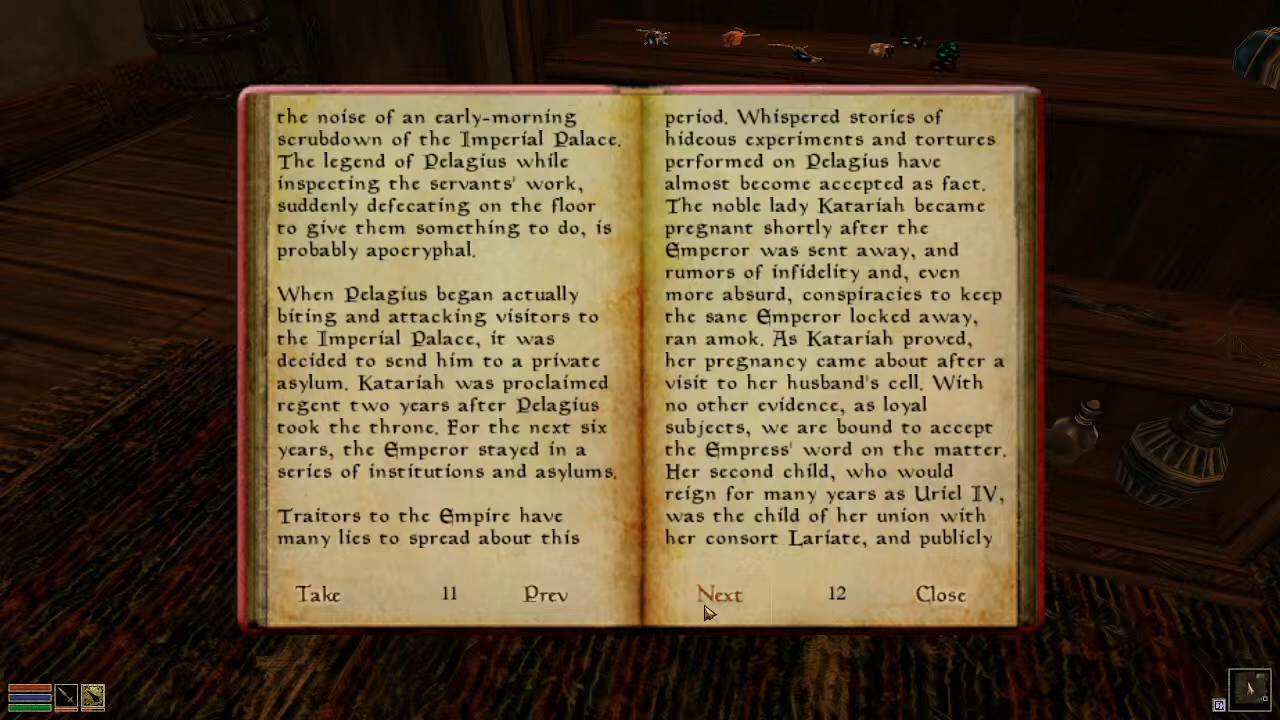 the noise of an early-morning
scrubdown of the Imperial Palace.
The legend of Pelagius while
inspecting the servants' work,
suddenly defecating on the floor
to give them something to do, is
probably apocryphal.
When Pelagius began actually
biting and attacking visitors to
the Imperial Palace, it was
decided to send him to a private
asylum. Katariah was proclaimed
regent two years after Pelagius
took the throne. For the next six
years, the Emperor stayed in a
series of institutions and asylums.
Traitors to the Empire have
many lies to spread about this
Take 11 Prev
period. Whispered stories of
hideous experiments and tortures
performed on Pelagius have
almost become accepted as fact.
The noble lady Katariah became
pregnant shortly after the
Emperor was sent away, and
rumors of infidelity and, even
more absurd, conspiracies to keep
the sane Emperor locked away,
ran amok. As Katariah proved,
her pregnancy came about after a
visit to her husband's cell. With
no other evidence, as loyal
subjects, we are bound to accept
the Empress' word on the matter.
Her second child, who would
reign for many years as Uriel IV,
was the child of her union with
her consort Lariate, and publicly
Next 12 Close